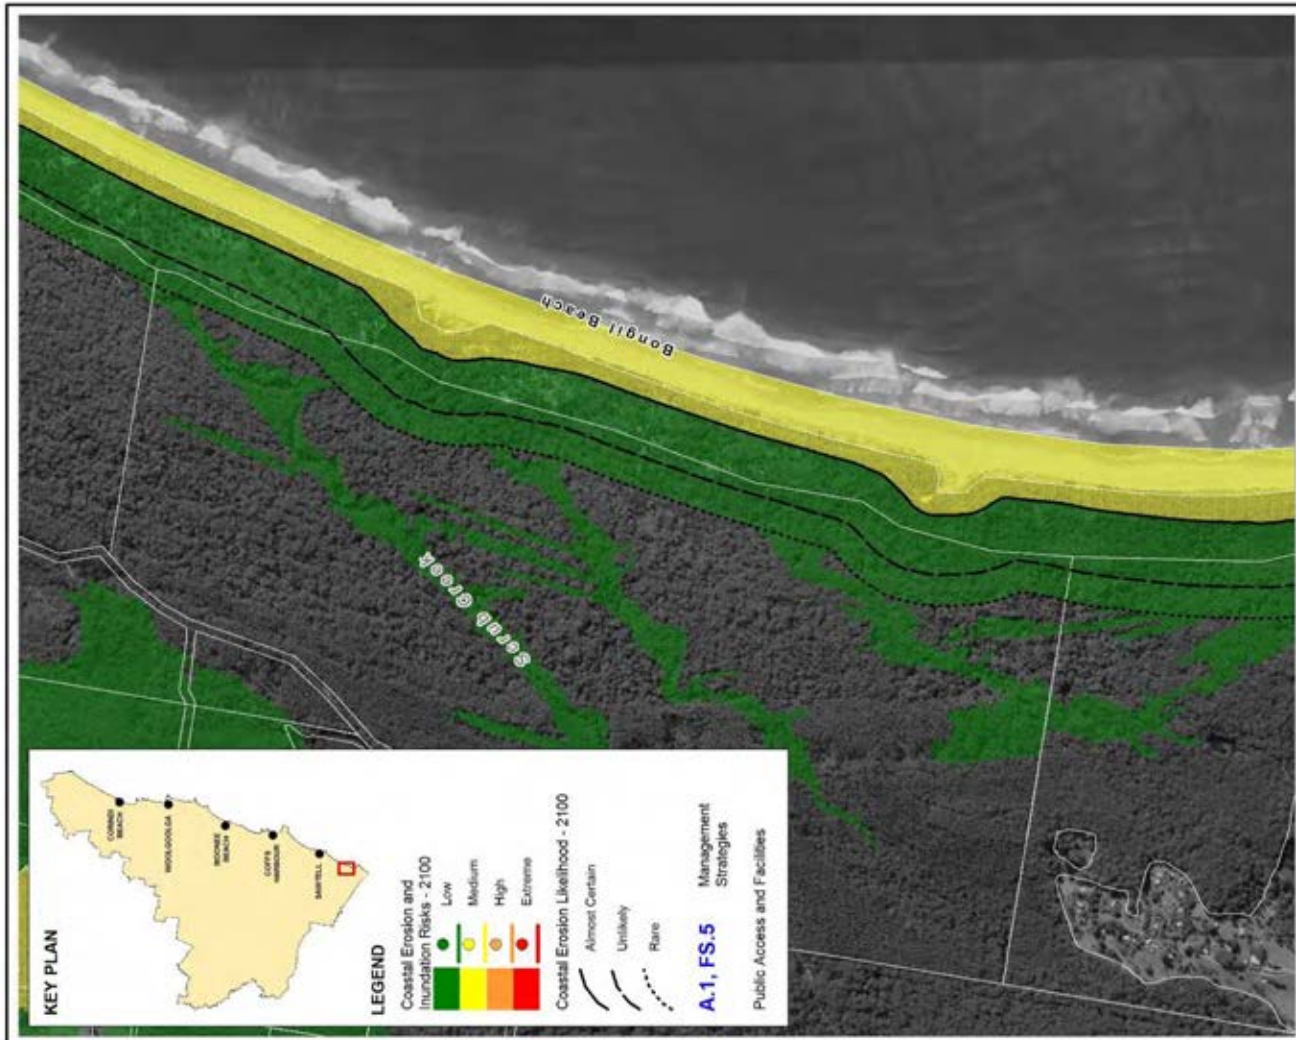 Bongil Beach
Scrub Creek
KEY PLAN
CORINDI
BEACH
WOOLGOOLGA
MOONEE
BEACH
COFFS
HARBOUR
SAWTELL
LEGEND
Coastal Erosion and
Inundation Risks - 2100
Low
Medium
High
Extreme
Coastal Erosion Likelihood - 2100
Almost Certain
Unlikely
Rare
A.1, FS.5 Management
Strategies
Public Access and Facilities